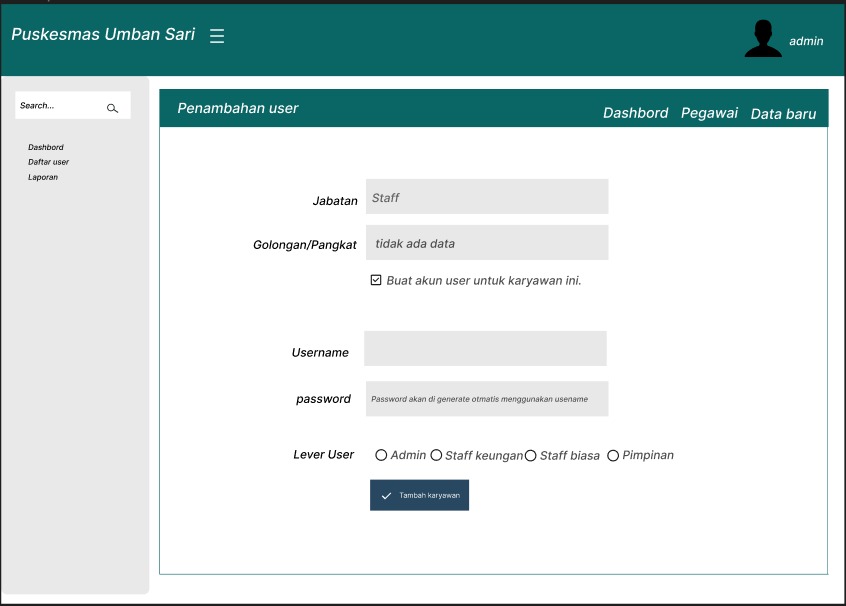 Puskesmas Umban Sari
admin
Search...
Dashbord
Daftar user
Laporan
Penambahan user
Dashbord Pegawai Data baru
Jabatan Staff
Golongan/Pangkat tidak ada data
Buat akun user untuk karyawan ini.
Username
password Password akan di generate otmatis menggunakan usename
Lever User Admin Staff keungan Staff biasa Pimpinan
Tambah karyawan